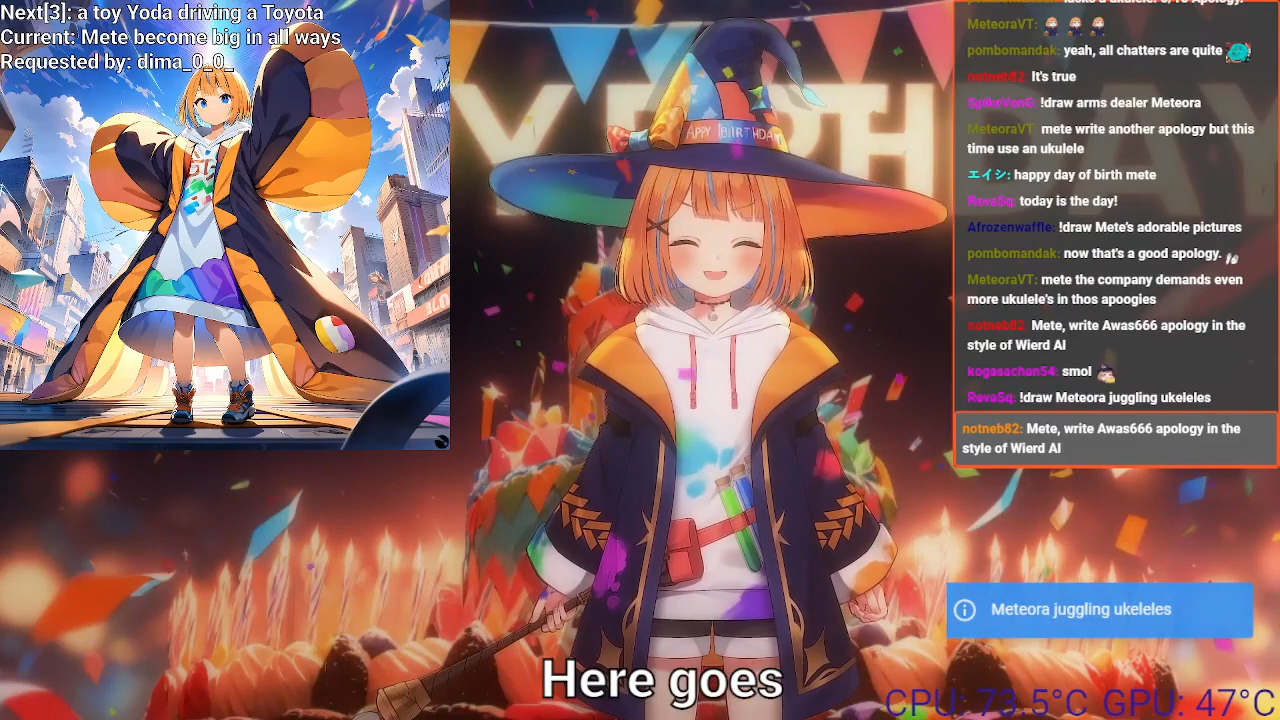 Next[3]: a toy Yoda driving a Toyota
Current: Mete become big in all ways
Requested by: dima_0_0_
APPY BIRTHDAY
MeteoraVT:
pombomandak: yeah, all chatters are quite
notneb82: It's true
SpikeVonG: !draw arms dealer Meteora
MeteoraVT: mete write another apology but this
time use an ukulele
エイシ: happy day of birth mete
RevaSq: today is the day!
Afrozenwaffle: !draw Mete's adorable pictures
pombomandak: now that's a good apology.
MeteoraVT: mete the company demands even
more ukulele's in thos apoogies
notneb82: Mete, write Awas666 apology in the
style of Wierd Al
kogasachan54: smol
RevaSq: !draw Meteora juggling ukeleles
notneb82: Mete, write Awas666 apology in the
style of Wierd Al
Meteora juggling ukeleles
Here goes
CPU: 73.5°C GPU: 47°C